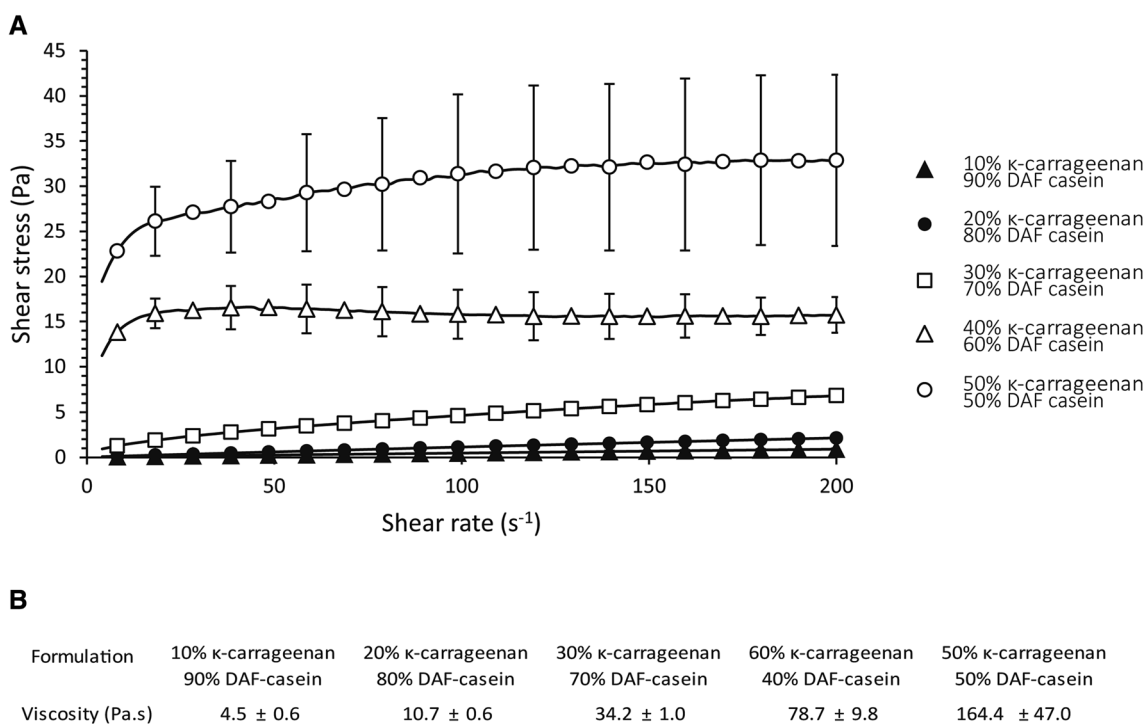 A
45
40
35
30
25
20
15
10
5
0
Shear stress (Pa)
0 50 100 150 200
Shear rate (s-1)
10% κ-carrageenan
90% DAF casein
20% κ-carrageenan
80% DAF casein
30% κ-carrageenan
70% DAF casein
40% κ-carrageenan
60% DAF casein
50% κ-carrageenan
50% DAF casein
B
Formulation 10% κ-carrageenan 20% κ-carrageenan 30% κ-carrageenan 60% κ-carrageenan 50% κ-carrageenan
90% DAF-casein 80% DAF-casein 70% DAF-casein 40% DAF-casein 50% DAF-casein
Viscosity (Pa.s) 4.5 ± 0.6 10.7 ± 0.6 34.2 ± 1.0 78.7 ± 9.8 164.4 ± 47.0